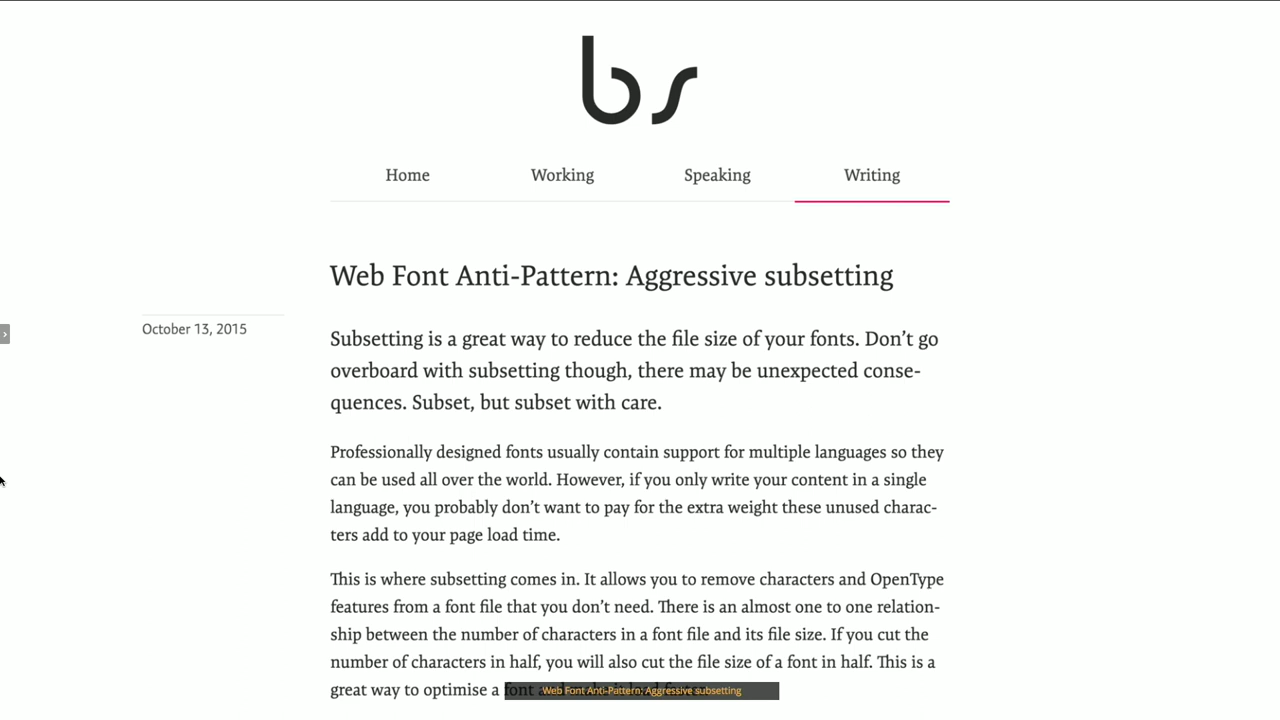 bs
Home Working Speaking Writing
Web Font Anti-Pattern: Aggressive subsetting
October 13, 2015
Subsetting is a great way to reduce the file size of your fonts. Don’t go
overboard with subsetting though, there may be unexpected conse-
quences. Subset, but subset with care.
Professionally designed fonts usually contain support for multiple languages so they
can be used all over the world. However, if you only write your content in a single
language, you probably don’t want to pay for the extra weight these unused charac-
ters add to your page load time.
This is where subsetting comes in. It allows you to remove characters and OpenType
features from a font file that you don’t need. There is an almost one to one relation-
ship between the number of characters in a font file and its file size. If you cut the
number of characters in half, you will also cut the file size of a font in half. This is a
great way to optimise a font
Web Font Anti-Pattern: Aggressive subsetting